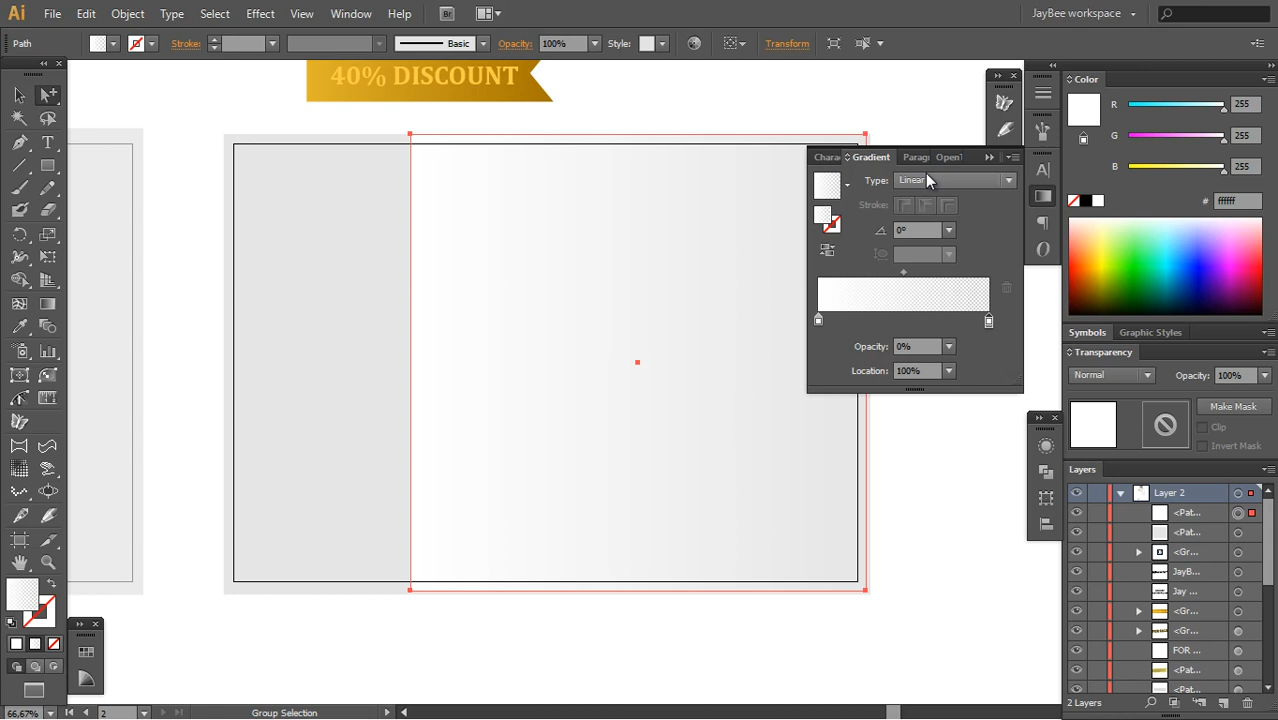 Ai File Edit Object Type Select Effect View Window Help Br JayBee workspace
Path Stroke: Basic Opacity: 100% Style: Transform
40% DISCOUNT
Chara Gradient Paragr OpenT
Type: Linear
Stroke:
0°
Opacity: 0%
Location: 100%
Color
R 255
G 255
B 255
# ffffff
Symbols Graphic Styles
Transparency
Normal Opacity: 100%
Make Mask
Clip
Invert Mask
Layers
Layer 2
<Pat...
<Pat...
<Gr...
JayB...
Jay ...
<Gr...
<Gr...
FOR ...
<Pat...
<Pat...
2 Layers
66,67% 2 Group Selection